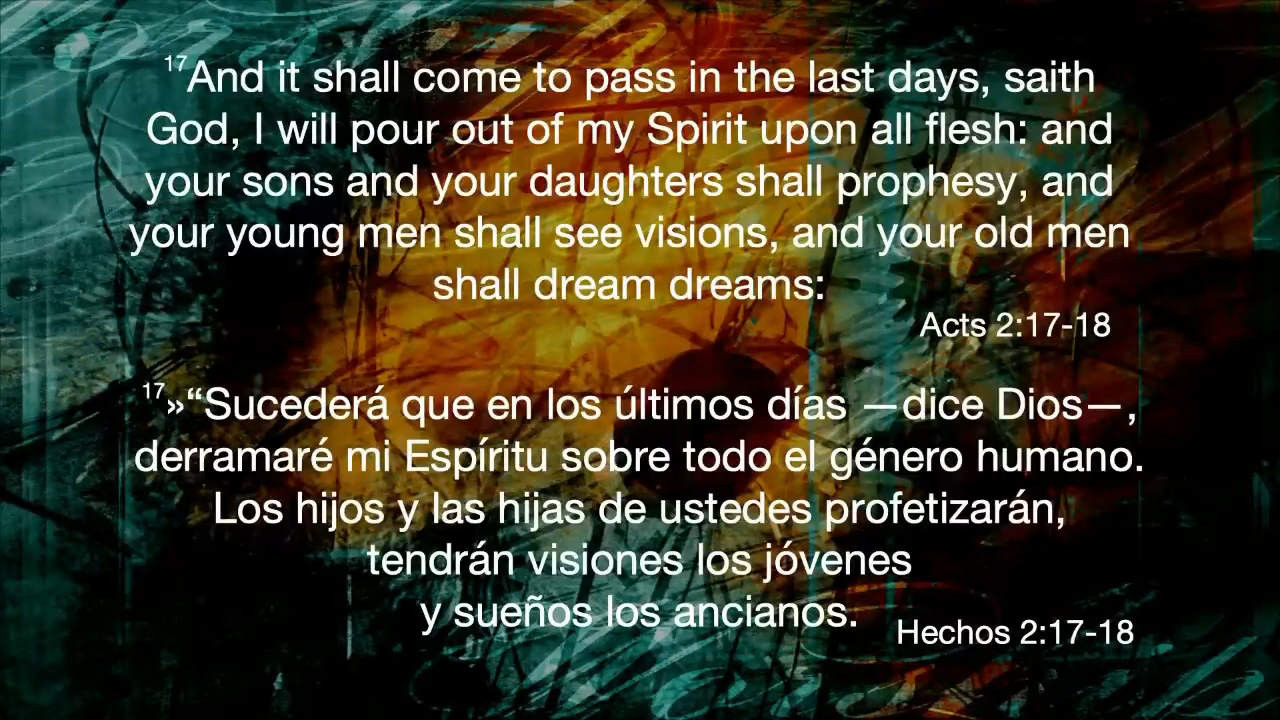 17And it shall come to pass in the last days, saith
God, I will pour out of my Spirit upon all flesh: and
your sons and your daughters shall prophesy, and
your young men shall see visions, and your old men
shall dream dreams:
Acts 2:17-18
17»“Sucederá que en los últimos días —dice Dios—,
derramaré mi Espíritu sobre todo el género humano.
Los hijos y las hijas de ustedes profetizarán,
tendrán visiones los jóvenes
y sueños los ancianos.
Hechos 2:17-18